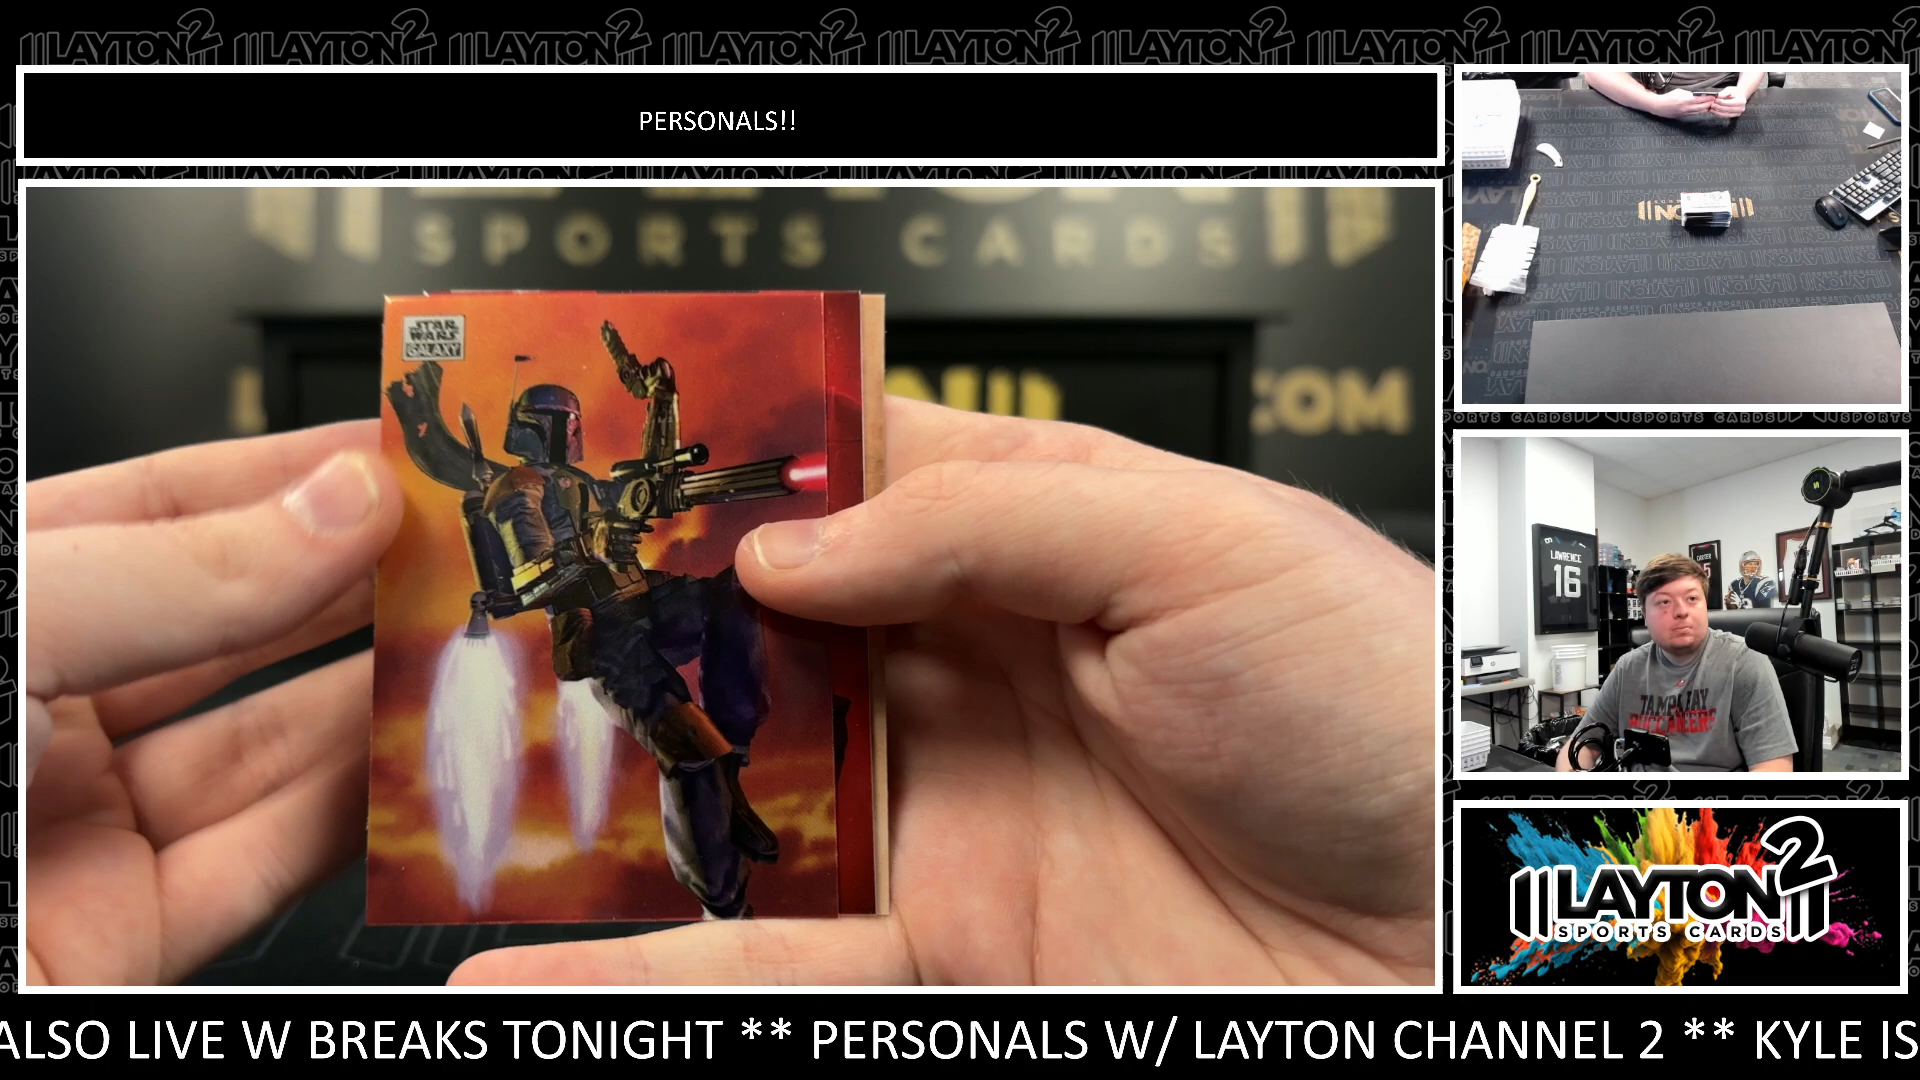 LAYTON2 LAYTON2 LAYTON2 LAYTON2 LAYTON2 LAYTON2 LAYTON2 LAYTON2 LAYTON2
PERSONALS!!
SPORTS CARDS
.COM
STAR
WARS
GALAXY
LAWRENCE
16
TAMPA BAY
BUCCANEERS
LAYTON2
SPORTS CARDS
ALSO LIVE W BREAKS TONIGHT ** PERSONALS W/ LAYTON CHANNEL 2 ** KYLE IS